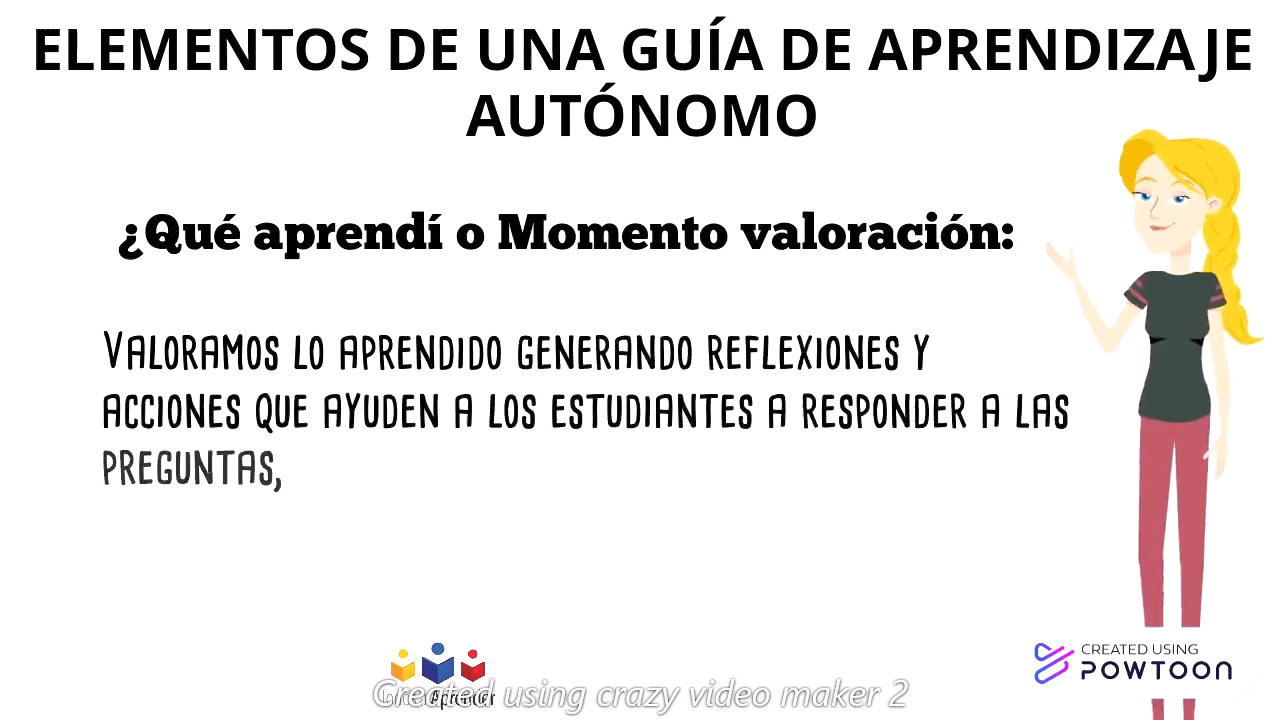 ELEMENTOS DE UNA GUÍA DE APRENDIZAJE
AUTÓNOMO
¿Qué aprendí o Momento valoración:
VALORAMOS LO APRENDIDO GENERANDO REFLEXIONES Y
ACCIONES QUE AYUDEN A LOS ESTUDIANTES A RESPONDER A LAS
PREGUNTAS,
CREATED USING
POWTOON
Aprender
Created using crazy video maker 2